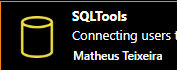 SQLTools
Connecting users t
Matheus Teixeira